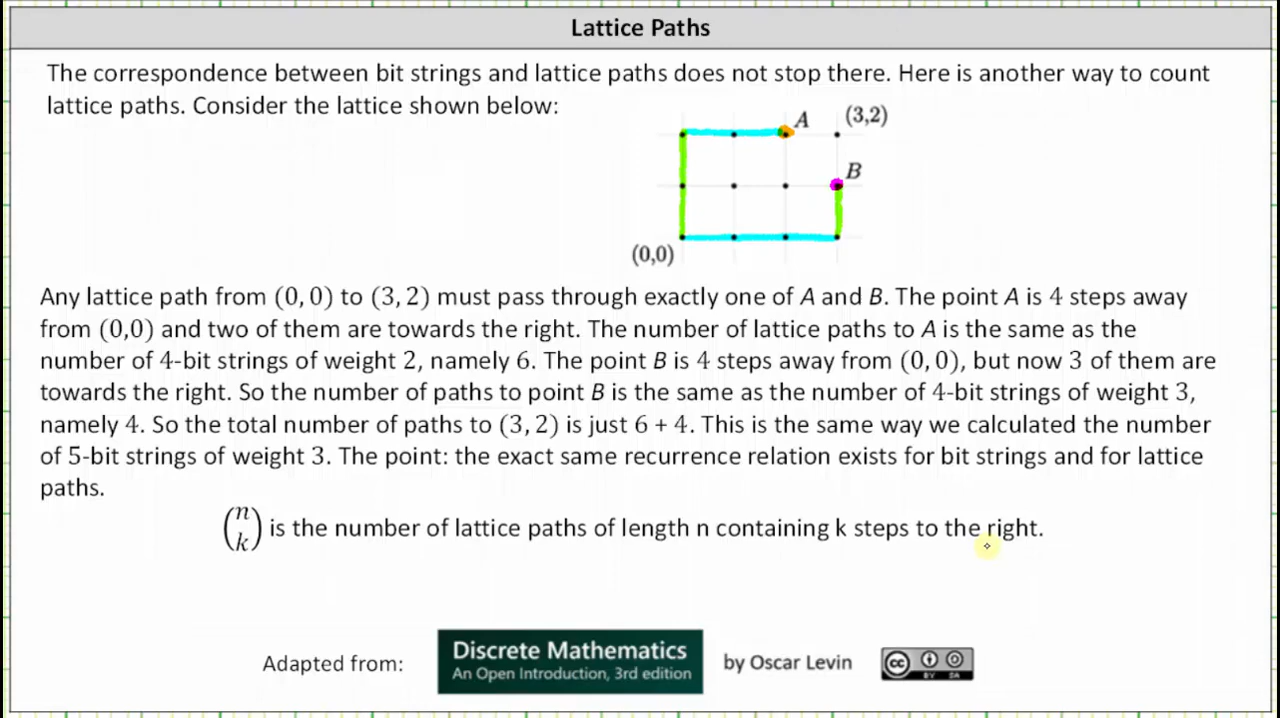 Lattice Paths
The correspondence between bit strings and lattice paths does not stop there. Here is another way to count
lattice paths. Consider the lattice shown below:
A
(3,2)
B
(0,0)
Any lattice path from (0, 0) to (3, 2) must pass through exactly one of A and B. The point A is 4 steps away
from (0,0) and two of them are towards the right. The number of lattice paths to A is the same as the
number of 4-bit strings of weight 2, namely 6. The point B is 4 steps away from (0, 0), but now 3 of them are
towards the right. So the number of paths to point B is the same as the number of 4-bit strings of weight 3,
namely 4. So the total number of paths to (3, 2) is just 6 + 4. This is the same way we calculated the number
of 5-bit strings of weight 3. The point: the exact same recurrence relation exists for bit strings and for lattice
paths.
(n k) is the number of lattice paths of length n containing k steps to the right.
Adapted from:
Discrete Mathematics
An Open Introduction, 3rd edition
by Oscar Levin
cc
BY SA